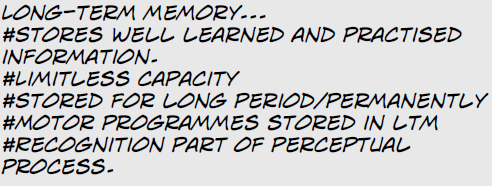 LONG-TERM MEMORY...
#STORES WELL LEARNED AND PRACTISED
INFORMATION.
#LIMITLESS CAPACITY
#STORED FOR LONG PERIOD/PERMANENTLY
#MOTOR PROGRAMMES STORED IN LTM
#RECOGNITION PART OF PERCEPTUAL
PROCESS.